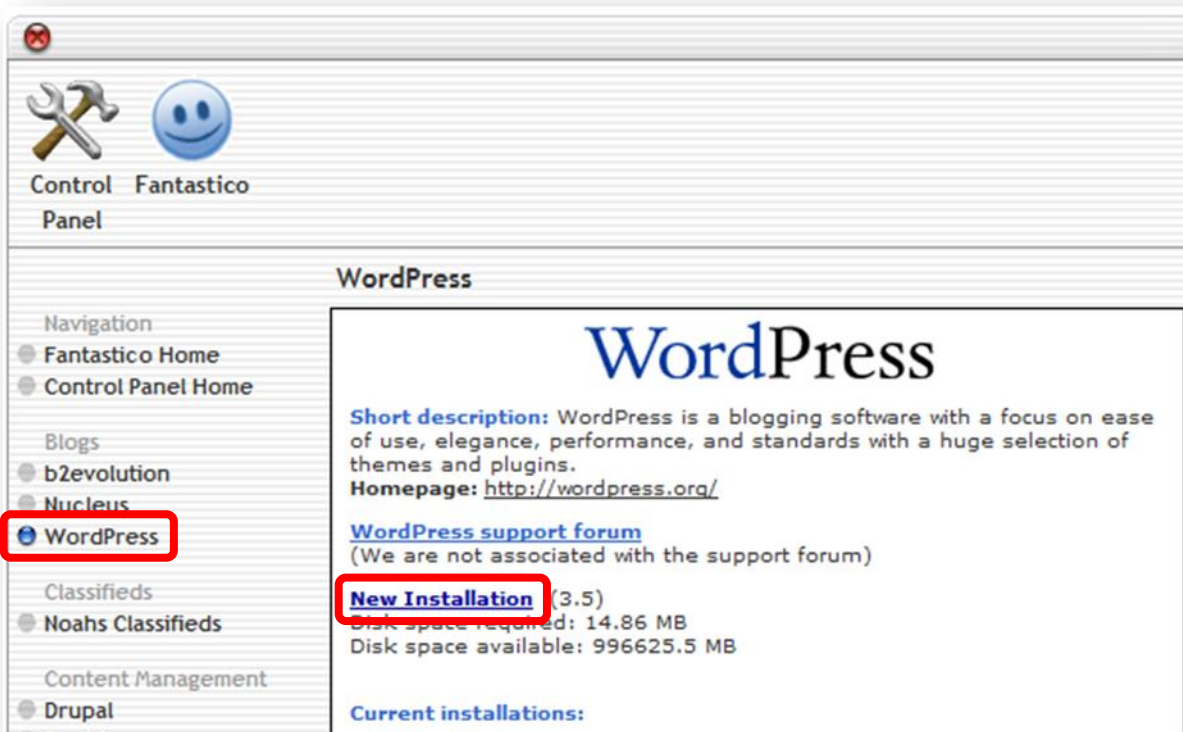 Control Fantastico
Panel
WordPress
Navigation
Fantastico Home
Control Panel Home
Blogs
b2evolution
Nucleus
WordPress
Classifieds
Noahs Classifieds
Content Management
Drupal
WordPress
Short description: WordPress is a blogging software with a focus on ease
of use, elegance, performance, and standards with a huge selection of
themes and plugins.
Homepage: http://wordpress.org/
WordPress support forum
(We are not associated with the support forum)
New Installation (3.5)
Disk space required: 14.86 MB
Disk space available: 996625.5 MB
Current installations: